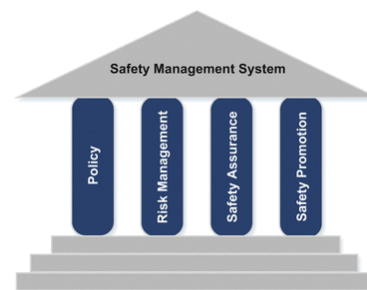 Safety Management System
Policy
Risk Management
Safety Assurance
Safety Promotion